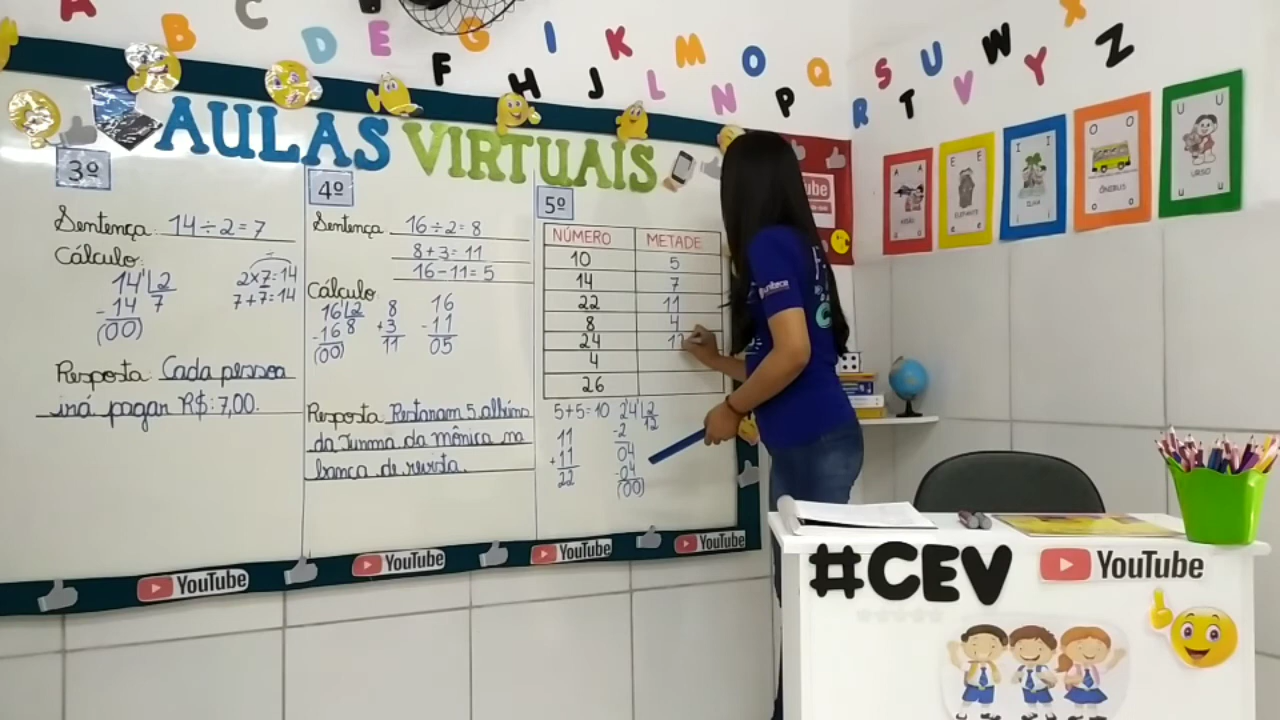 A B C D E F G H I J K L M N O P Q R S T U V W X Y Z
AULAS VIRTUAIS
3º
Sentença: 14÷2=7
Cálculo:
14 2
-14 7
(00)
2x7=14
7+7=14
Resposta: Cada pessoa
irá pagar R$: 7,00.
4º
Sentença 16÷2=8
8+3=11
16-11=5
Cálculo
16 2
-16 8
(00)
8
+3
11
16
-11
05
Resposta: Restaram 5 albúns
da Turma da mônica na
banca de revista.
5º
NÚMERO METADE
10 5
14 7
22 11
8 4
24 12
4
26
5+5=10
11
+11
22
24 2
-2 12
04
-04
(00)
A A
AVIÃO
E E
ELEFANTE
I I
ILHA
O O
ÔNIBUS
U U
URSO
YouTube
YouTube
YouTube
YouTube
#CEV YouTube